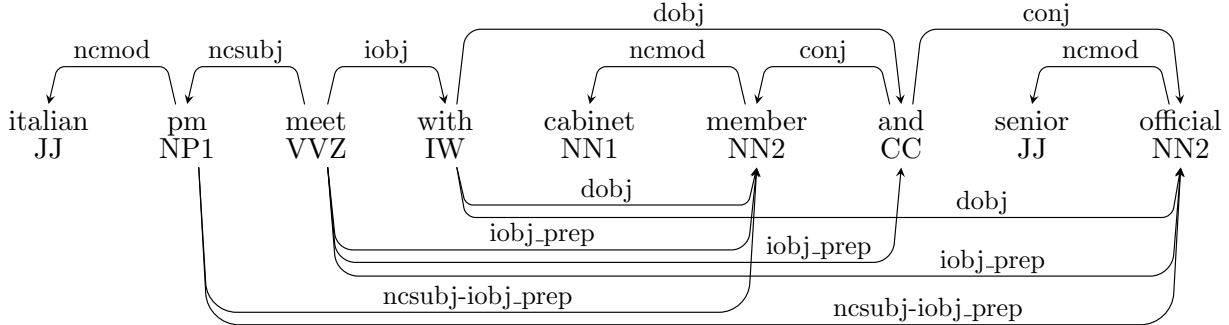 dobj conj
ncmod ncsubj iobj ncmod conj ncmod
italian pm meet with cabinet member and senior official
JJ NP1 VVZ IW NN1 NN2 CC JJ NN2
dobj dobj
iobj_prep iobj_prep iobj_prep
ncsubj-iobj_prep ncsubj-iobj_prep